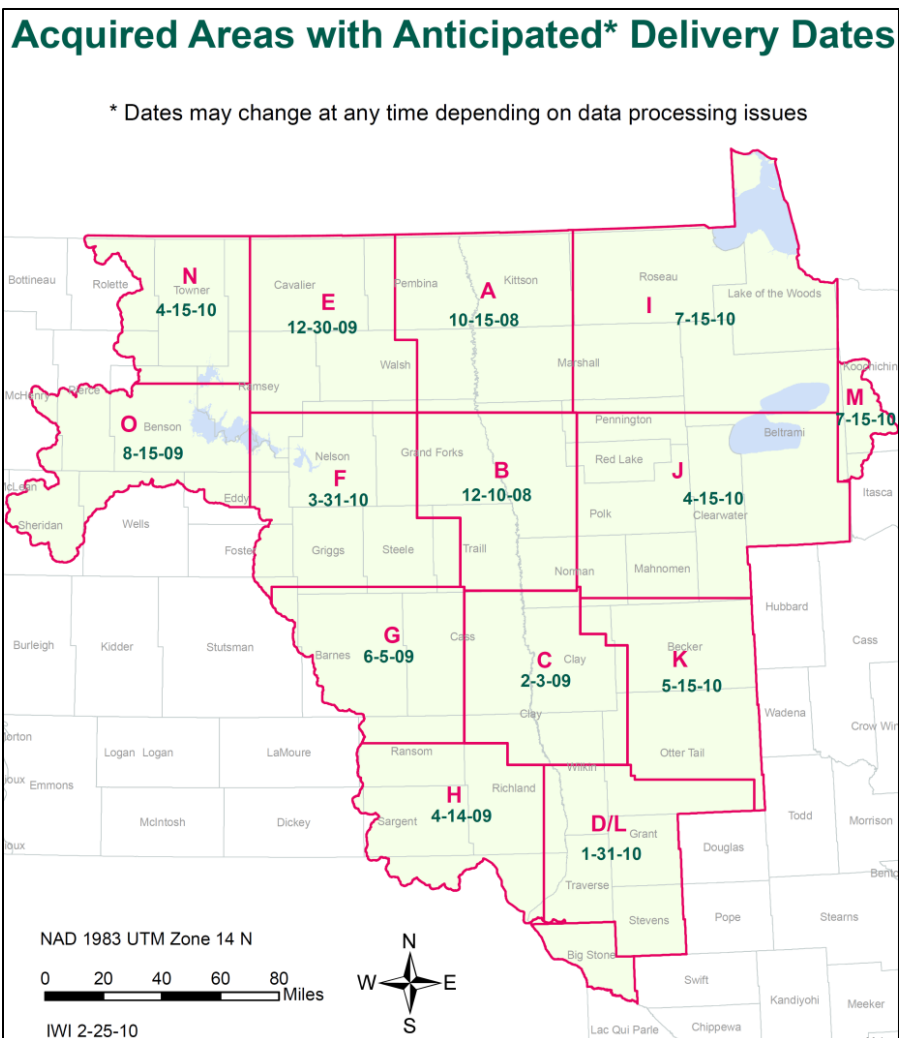 Acquired Areas with Anticipated* Delivery Dates
* Dates may change at any time depending on data processing issues
N
4-15-10
E
12-30-09
A
10-15-08
I
7-15-10
M
7-15-10
O
8-15-09
F
3-31-10
B
12-10-08
J
4-15-10
G
6-5-09
C
2-3-09
K
5-15-10
H
4-14-09
D/L
1-31-10
Bottineau
Rolette
Towner
Cavalier
Pembina
Kittson
Roseau
Lake of the Woods
Walsh
Marshall
Koochichin
McHenry
Pierce
Ramsey
Benson
Nelson
Grand Forks
Pennington
Red Lake
Beltrami
Polk
Clearwater
Itasca
Sheridan
Wells
Eddy
Foster
Griggs
Steele
Traill
Norman
Mahnomen
Hubbard
Cass
Burleigh
Kidder
Stutsman
Barnes
Cass
Clay
Becker
Wadena
Crow Win
Clay
Otter Tail
Logan
Logan
LaMoure
Ransom
Richland
Wilkin
Emmons
McIntosh
Dickey
Sargent
Grant
Douglas
Todd
Morrison
Traverse
Stevens
Pope
Stearns
Big Stone
Swift
Kandiyohi
Meeker
Lac Qui Parle
Chippewa
NAD 1983 UTM Zone 14 N
0 20 40 60 80
Miles
IWI 2-25-10
N
W E
S